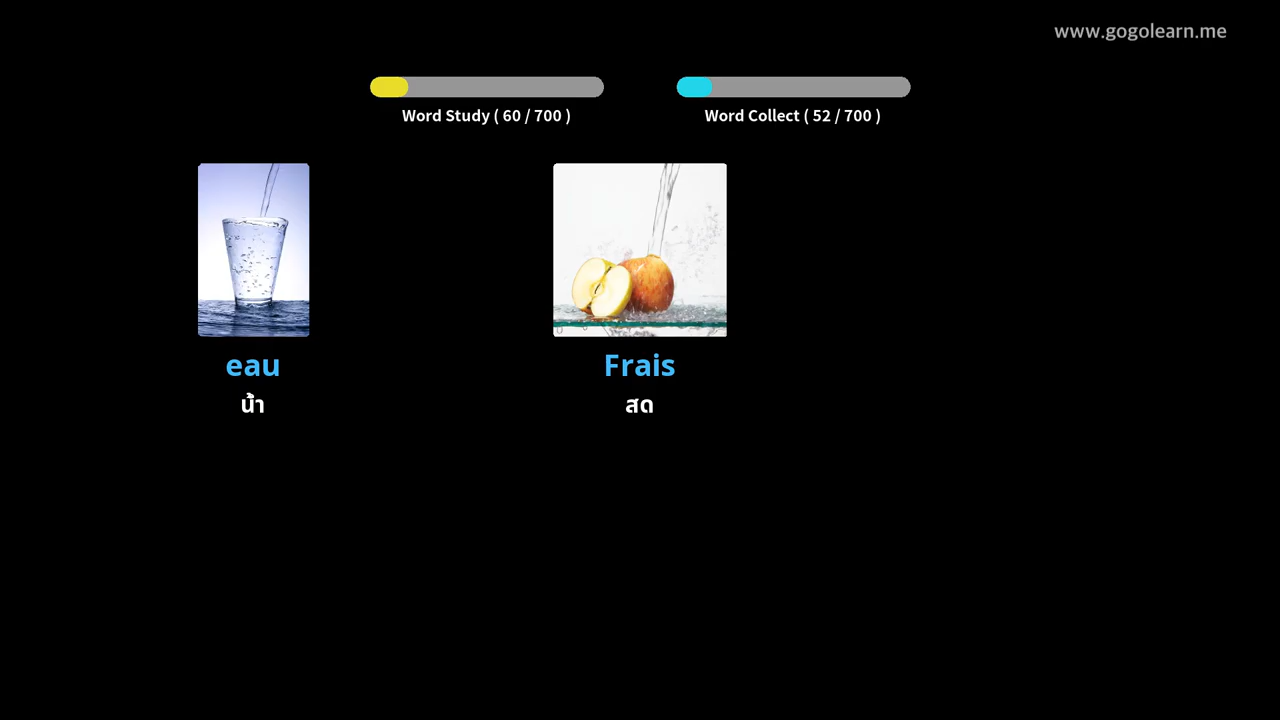 www.gogolearn.me
Word Study ( 60 / 700 )
Word Collect ( 52 / 700 )
eau
น้ำ
Frais
สด